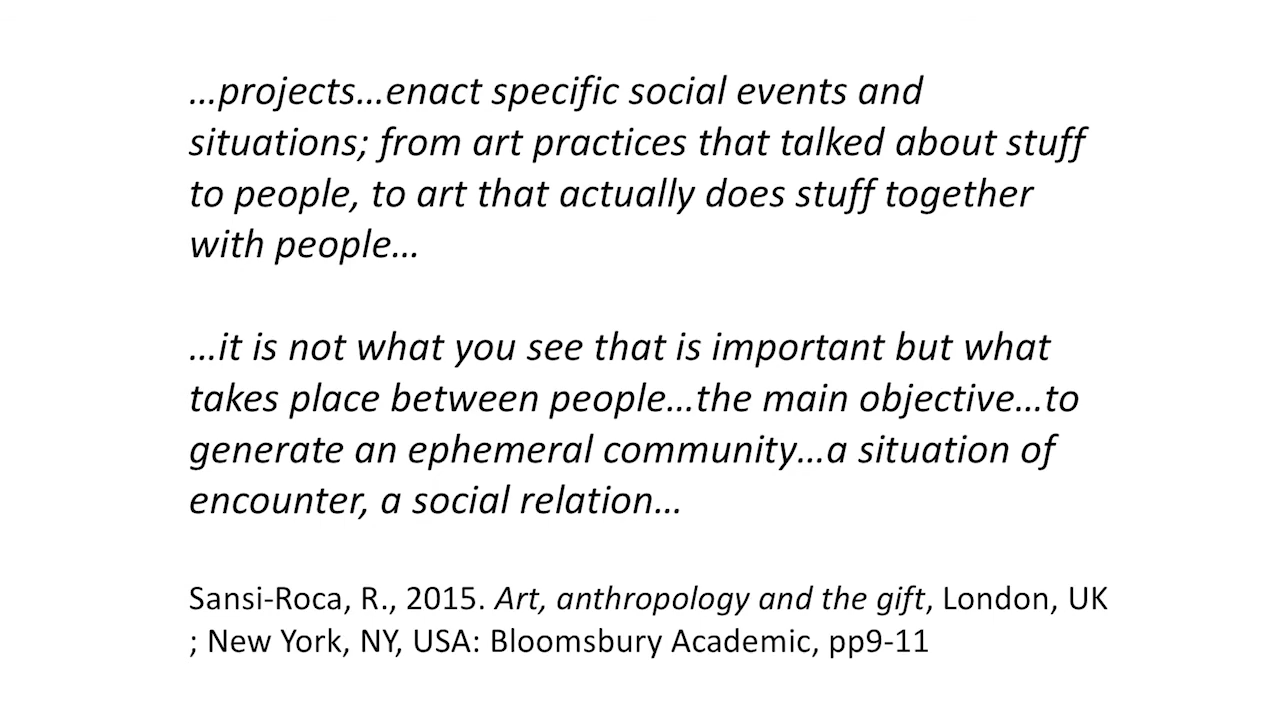 …projects…enact specific social events and
situations; from art practices that talked about stuff
to people, to art that actually does stuff together
with people…
…it is not what you see that is important but what
takes place between people…the main objective…to
generate an ephemeral community…a situation of
encounter, a social relation…
Sansi-Roca, R., 2015. Art, anthropology and the gift, London, UK
; New York, NY, USA: Bloomsbury Academic, pp9-11